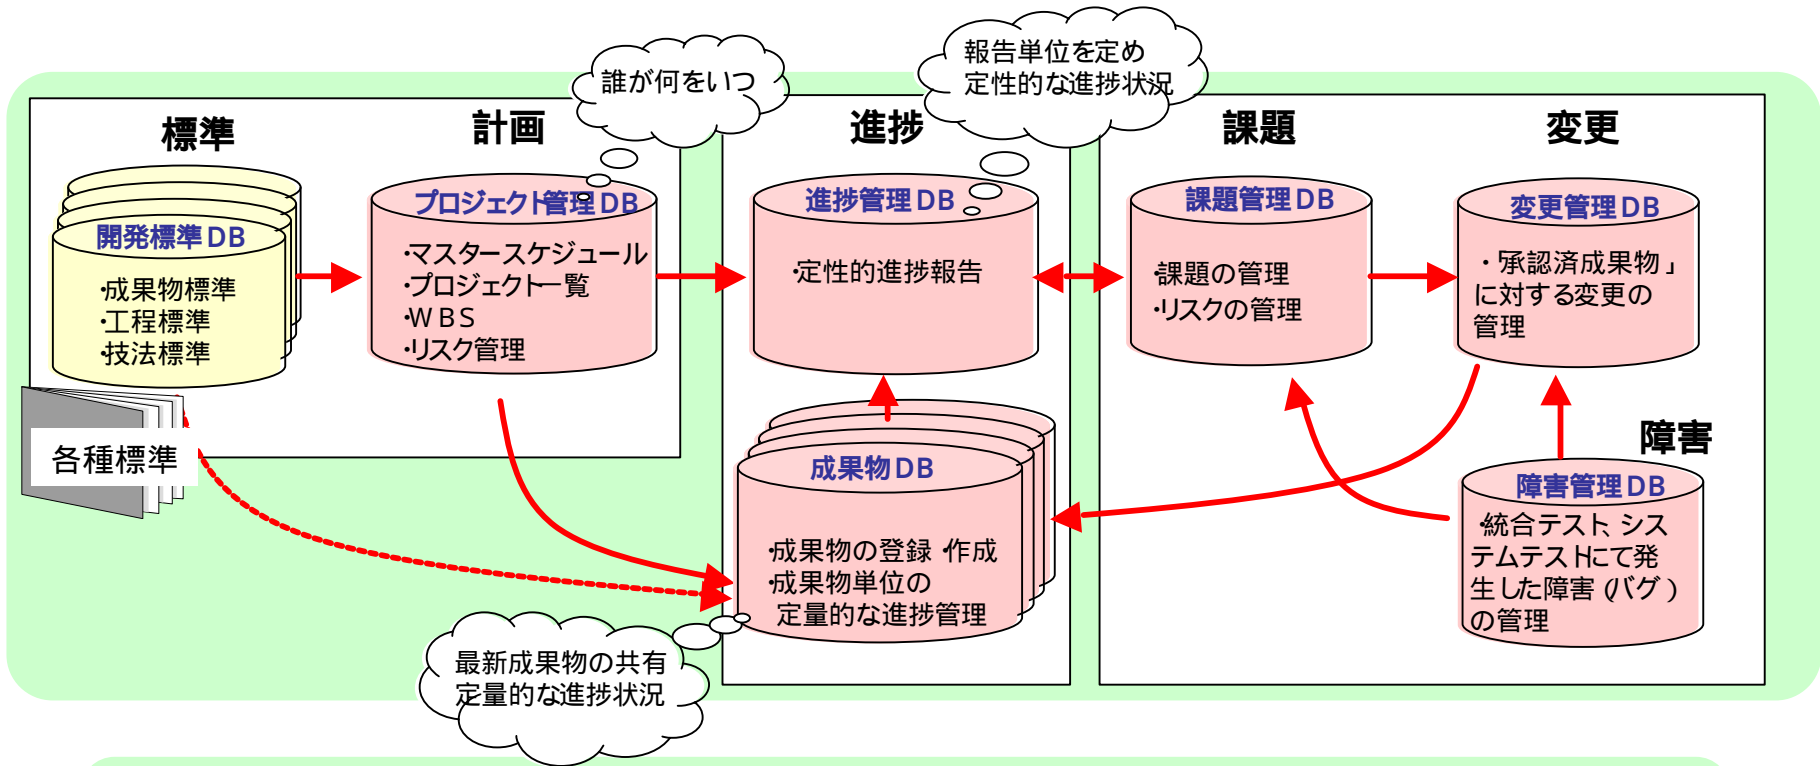 誰が何をいつ
報告単位を定め
定性的な進捗状況
標準
計画
進捗
課題
変更
開発標準DB
・成果物標準
・工程標準
・技法標準
各種標準
プロジェクト管理DB
・マスタースケジュール
・プロジェクト一覧
・WBS
・リスク管理
進捗管理DB
・定性的進捗報告
課題管理DB
・課題の管理
・リスクの管理
変更管理DB
・「承認済成果物」
に対する変更の
管理
成果物DB
・成果物の登録・作成
・成果物単位の
定量的な進捗管理
障害
障害管理DB
・統合テスト、シス
テムテストにて発
生した障害(バグ)
の管理
最新成果物の共有
定量的な進捗状況